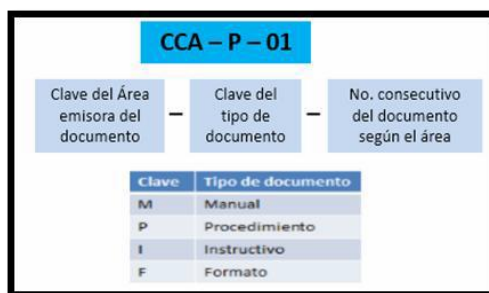 CCA – P – 01
Clave del Área
emisora del
documento
–
Clave del
tipo de
documento
–
No. consecutivo
del documento
según el área
Clave Tipo de documento
M Manual
P Procedimiento
I Instructivo
F Formato